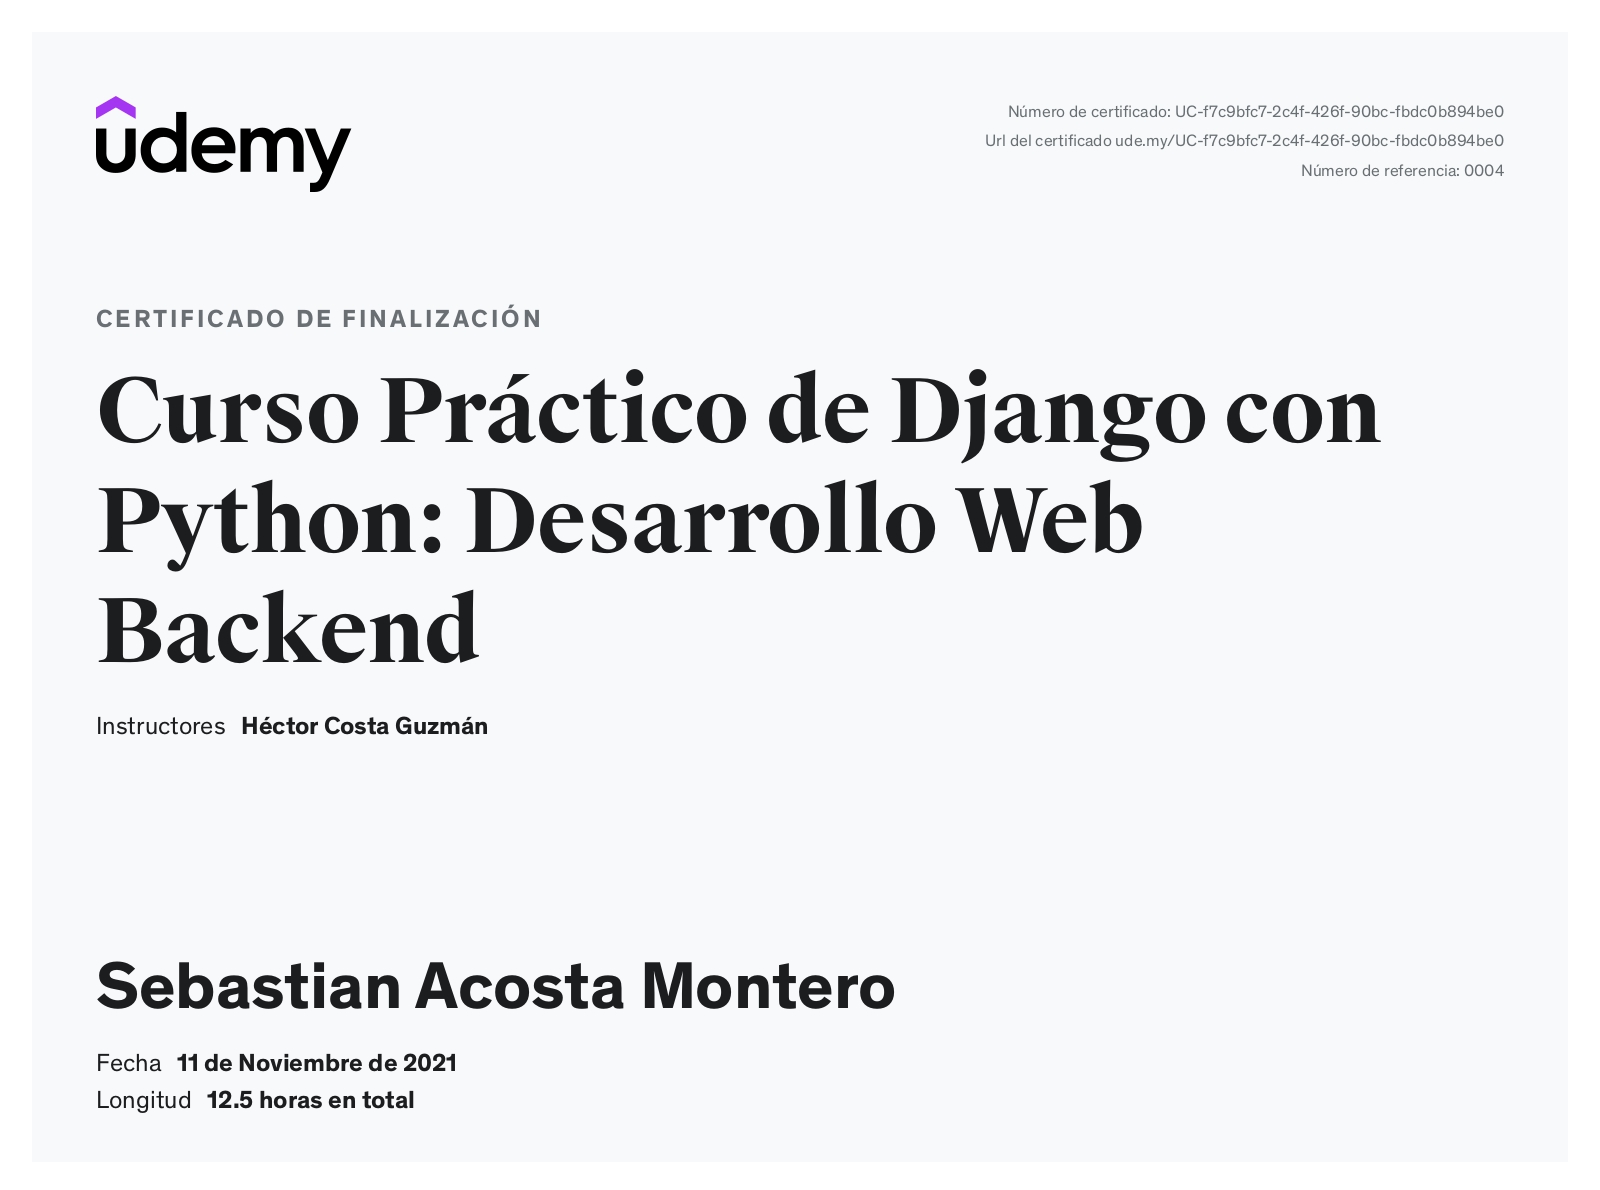 udemy
Número de certificado: UC-f7c9bfc7-2c4f-426f-90bc-fbdc0b894be0
Url del certificado ude.my/UC-f7c9bfc7-2c4f-426f-90bc-fbdc0b894be0
Número de referencia: 0004
CERTIFICADO DE FINALIZACIÓN
Curso Práctico de Django con
Python: Desarrollo Web
Backend
Instructores Héctor Costa Guzmán
Sebastian Acosta Montero
Fecha 11 de Noviembre de 2021
Longitud 12.5 horas en total